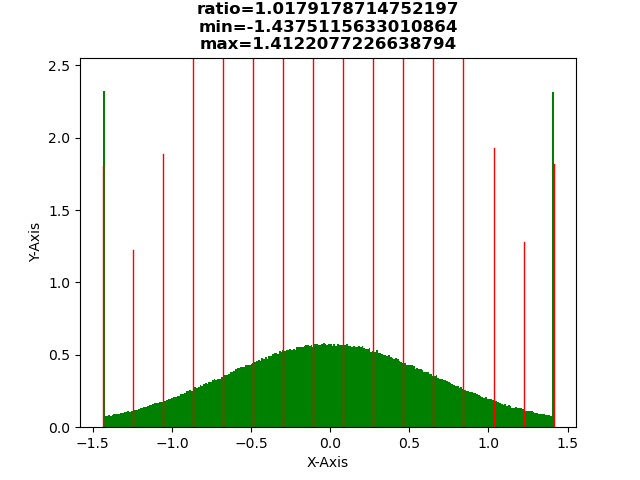 ratio=1.0179178714752197
min=-1.4375115633010864
max=1.4122077226638794
2.5
2.0
1.5
1.0
0.5
0.0
Y-Axis
−1.5 −1.0 −0.5 0.0 0.5 1.0 1.5
X-Axis